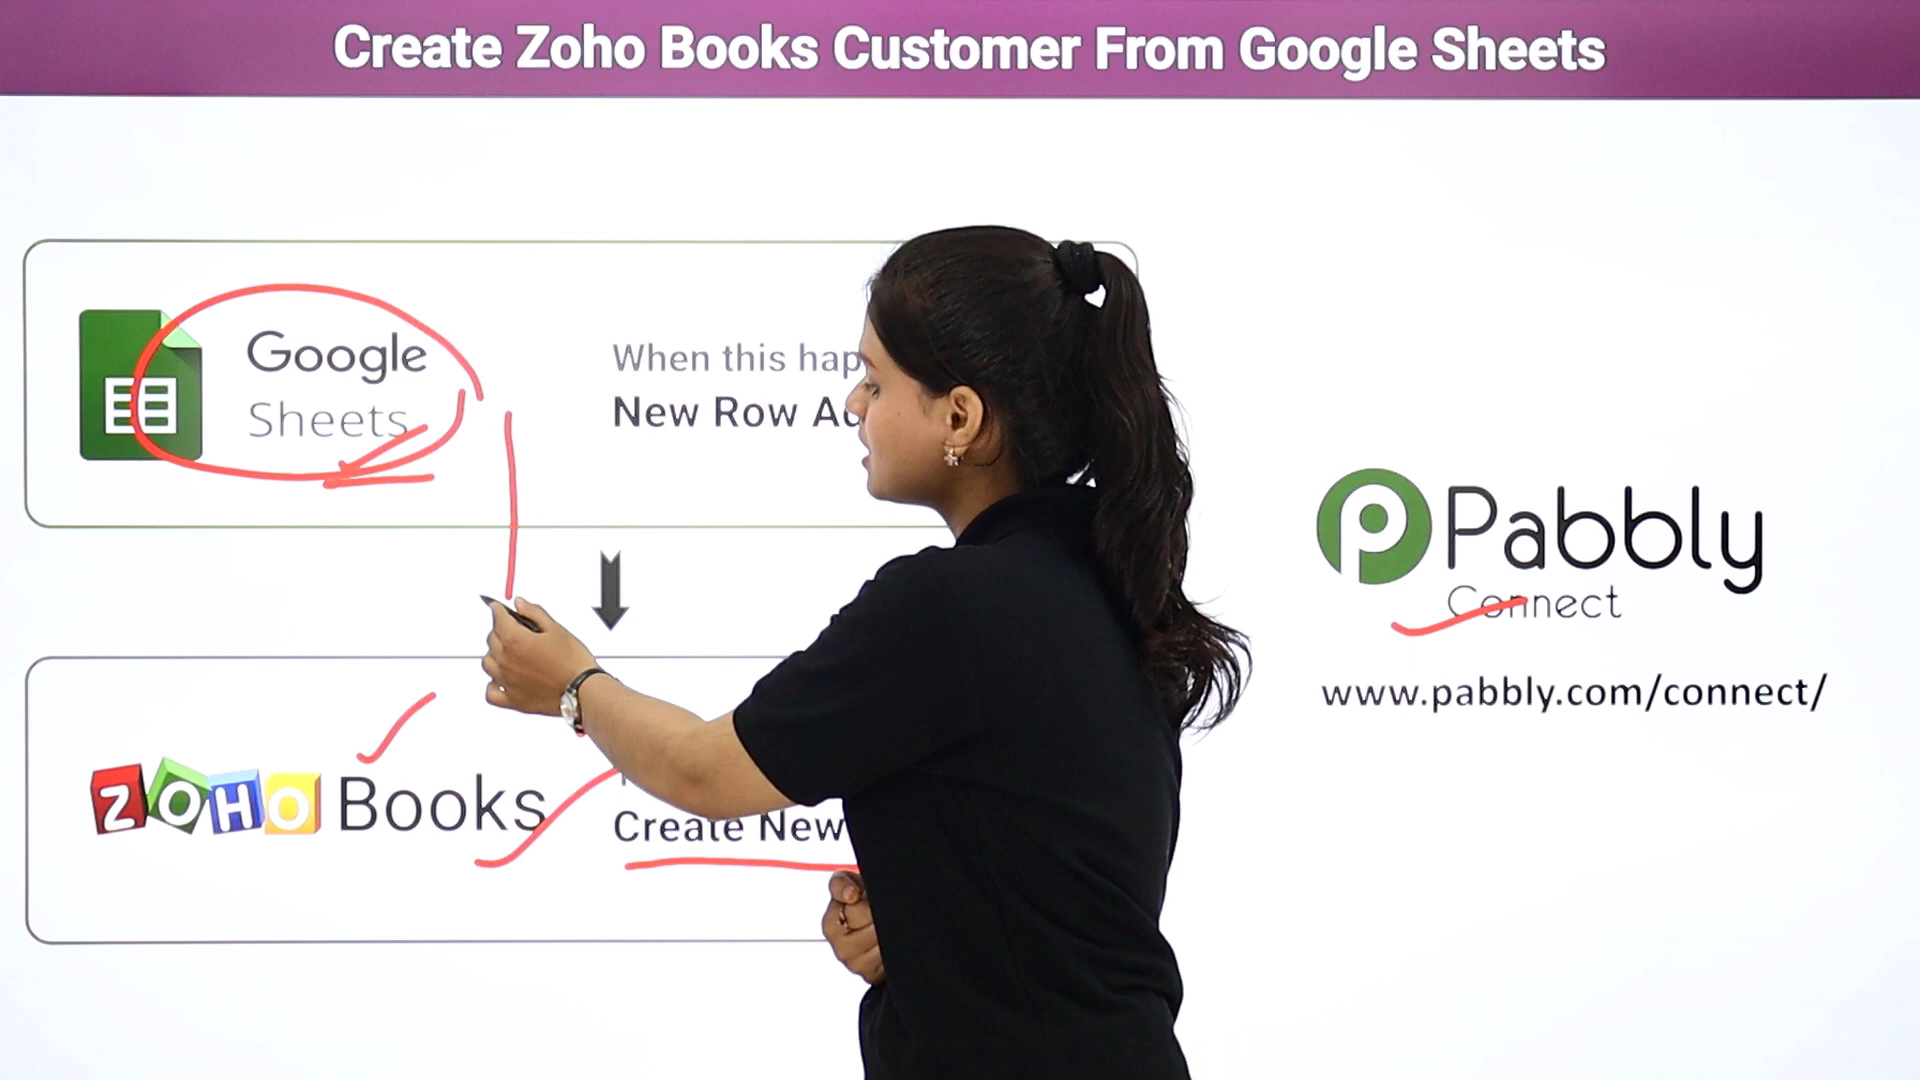 Create Zoho Books Customer From Google Sheets
Google
Sheets
When this hap
New Row Ad
ZOHO Books
Create New
Pabbly
Connect
www.pabbly.com/connect/